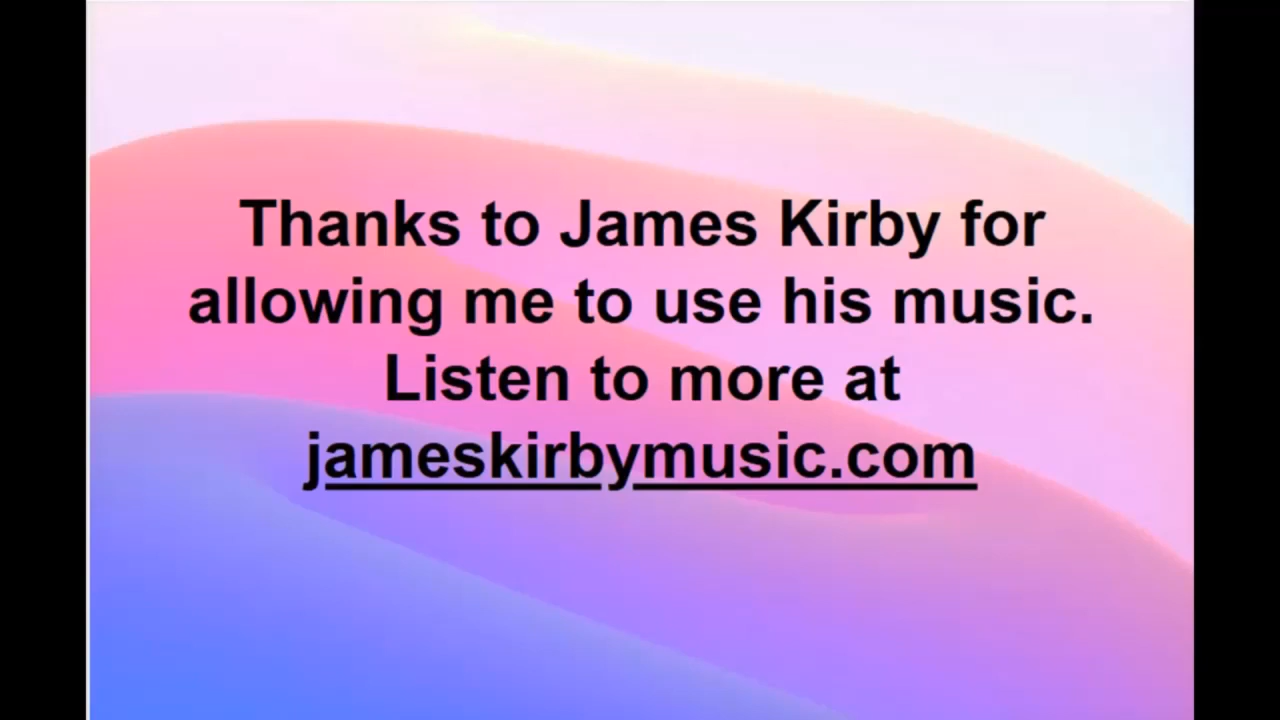 Thanks to James Kirby for
allowing me to use his music.
Listen to more at
jameskirbymusic.com